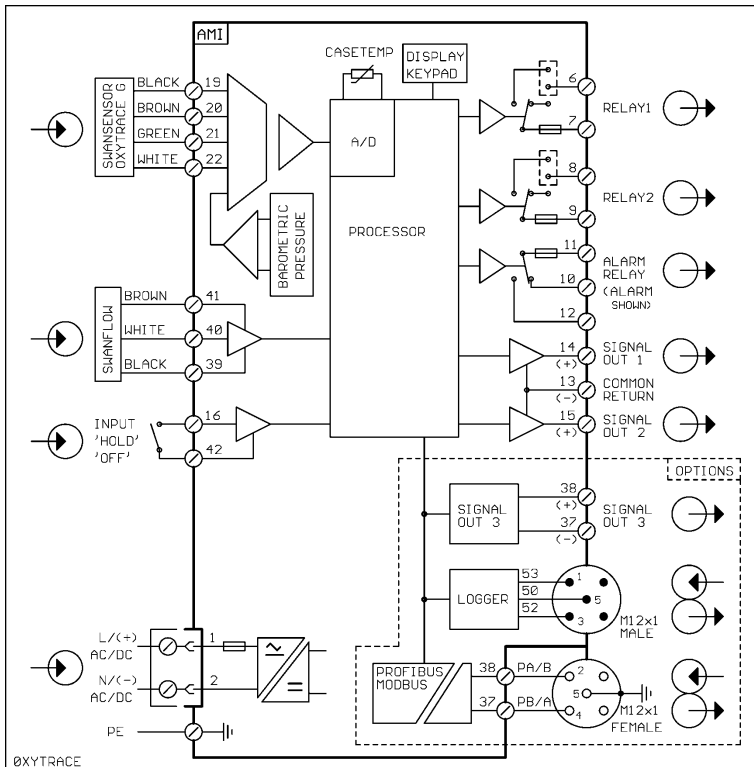 AMI
CASETEMP
DISPLAY
KEYPAD
SWANSENSOR
OXYTRACE G
BLACK 19
BROWN 20
GREEN 21
WHITE 22
A/D
PROCESSOR
BAROMETRIC
PRESSURE
6
7
RELAY1
8
9
RELAY2
11
10
12
ALARM
RELAY
(ALARM
SHOWN)
SWANFLOW
BROWN 41
WHITE 40
BLACK 39
14
(+)
SIGNAL
OUT 1
13
(-)
COMMON
RETURN
15
(+)
SIGNAL
OUT 2
INPUT
'HOLD'
'OFF'
16
42
OPTIONS
SIGNAL
OUT 3
38
(+)
37
(-)
SIGNAL
OUT 3
LOGGER
53
50
52
1
5
3
M12x1
MALE
L/(+)
AC/DC
1
N/(-)
AC/DC
2
PE
PROFIBUS
MODBUS
38 PA/B
37 PB/A
2
5
4
M12x1
FEMALE
ØXYTRACE